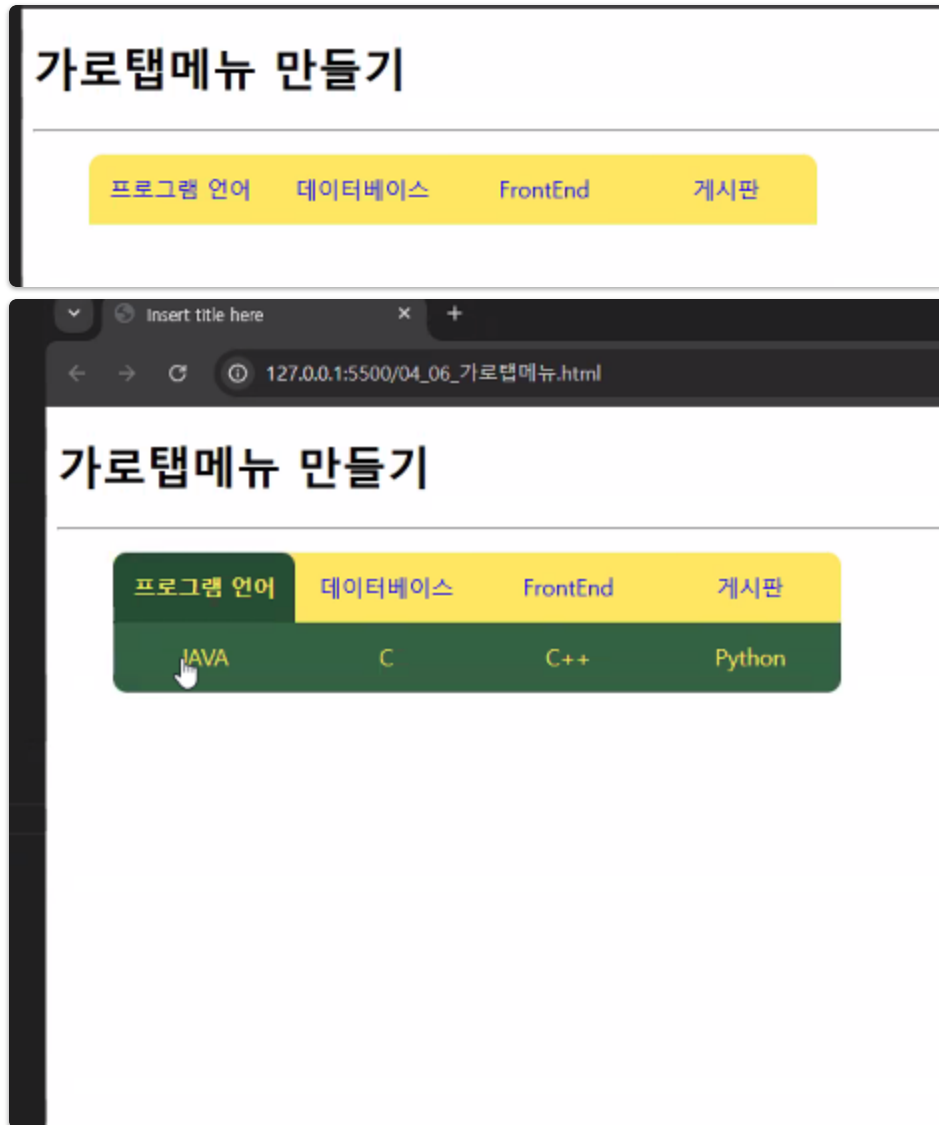 가로탭메뉴 만들기
프로그램 언어 데이터베이스 FrontEnd 게시판
Insert title here
127.0.0.1:5500/04_06_가로탭메뉴.html
가로탭메뉴 만들기
프로그램 언어 데이터베이스 FrontEnd 게시판
JAVA C C++ Python